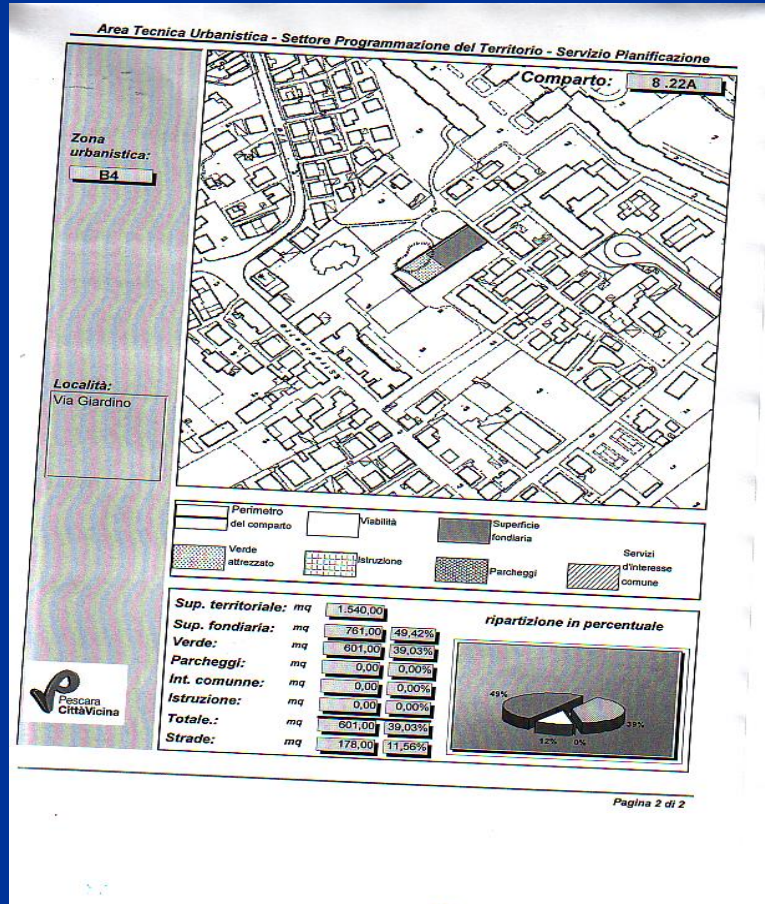 Area Tecnica Urbanistica - Settore Programmazione del Territorio - Servizio Planificazione
Comparto: 8 .22A
Zona
urbanistica:
B4
Località:
Via Giardino
Perimetro
del comparto
Viabilità
Superficie
fondiaria
Verde
attrezzato
Istruzione
Parcheggi
Servizi
d'interesse
comune
Sup. territoriale: mq 1.540,00
Sup. fondiaria: mq 761,00 49,42%
Verde: mq 601,00 39,03%
Parcheggi: mq 0,00 0,00%
Int. comunne: mq 0,00 0,00%
Istruzione: mq 0,00 0,00%
Totale.: mq 601,00 39,03%
Strade: mq 178,00 11,56%
ripartizione in percentuale
49%
39%
12% 0%
Pescara
CittàVicina
Pagina 2 di 2